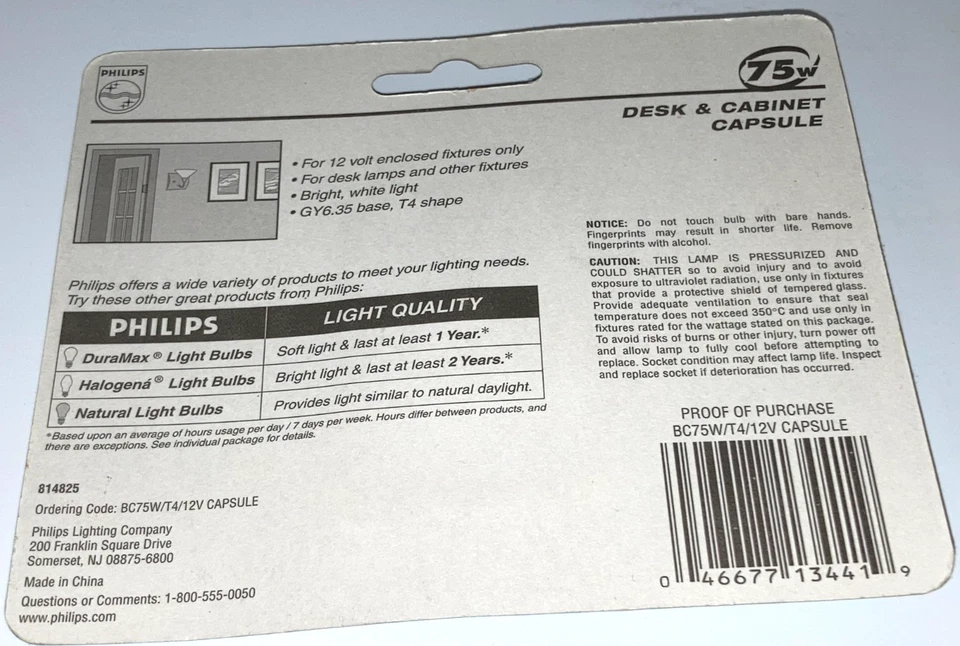 PHILIPS
75w
DESK & CABINET
CAPSULE
• For 12 volt enclosed fixtures only
• For desk lamps and other fixtures
• Bright, white light
• GY6.35 base, T4 shape
Philips offers a wide variety of products to meet your lighting needs.
Try these other great products from Philips:
PHILIPS LIGHT QUALITY
DuraMax® Light Bulbs Soft light & last at least 1 Year.*
Halogená® Light Bulbs Bright light & last at least 2 Years.*
Natural Light Bulbs Provides light similar to natural daylight.
*Based upon an average of hours usage per day / 7 days per week. Hours differ between products, and
there are exceptions. See individual package for details.
814825
Ordering Code: BC75W/T4/12V CAPSULE
Philips Lighting Company
200 Franklin Square Drive
Somerset, NJ 08875-6800
Made in China
Questions or Comments: 1-800-555-0050
www.philips.com
NOTICE: Do not touch bulb with bare hands.
Fingerprints may result in shorter life. Remove
fingerprints with alcohol.
CAUTION: THIS LAMP IS PRESSURIZED AND
COULD SHATTER so to avoid injury and to avoid
exposure to ultraviolet radiation, use only in fixtures
that provide a protective shield of tempered glass.
Provide adequate ventilation to ensure that seal
temperature does not exceed 350°C and use only in
fixtures rated for the wattage stated on this package.
To avoid risks of burns or other injury, turn power off
and allow lamp to fully cool before attempting to
replace. Socket condition may affect lamp life. Inspect
and replace socket if deterioration has occurred.
PROOF OF PURCHASE
BC75W/T4/12V CAPSULE
0 46677 13441 9